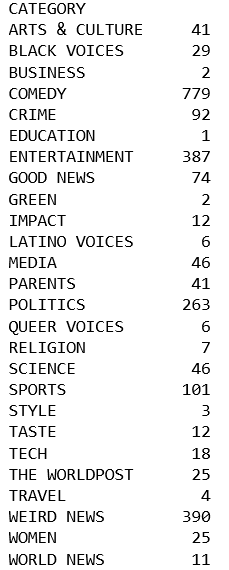 CATEGORY
ARTS & CULTURE 41
BLACK VOICES 29
BUSINESS 2
COMEDY 779
CRIME 92
EDUCATION 1
ENTERTAINMENT 387
GOOD NEWS 74
GREEN 2
IMPACT 12
LATINO VOICES 6
MEDIA 46
PARENTS 41
POLITICS 263
QUEER VOICES 6
RELIGION 7
SCIENCE 46
SPORTS 101
STYLE 3
TASTE 12
TECH 18
THE WORLDPOST 25
TRAVEL 4
WEIRD NEWS 390
WOMEN 25
WORLD NEWS 11